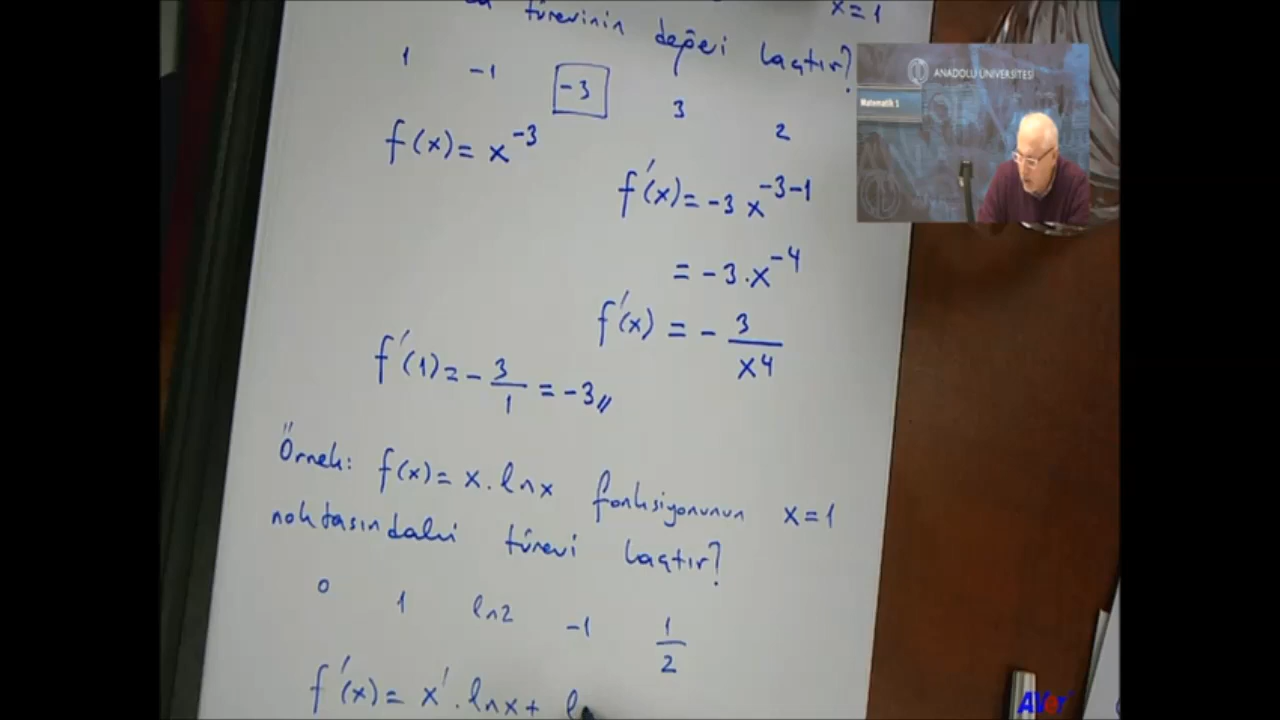 türevinin değeri kaçtır? x=1
1 -1 -3 3 2
f(x)= x^-3
f'(x)= -3 x^-3-1
= -3.x^-4
f'(x) = - 3/x^4
f'(1)= - 3/1 = -3//
Örnek: f(x)= x.lnx fonksiyonunun x=1
noktasındaki türevi kaçtır?
0 1 ln2 -1 1/2
f'(x)= x'.lnx+
ANADOLU ÜNİVERSİTESİ
Matematik 1
AVer